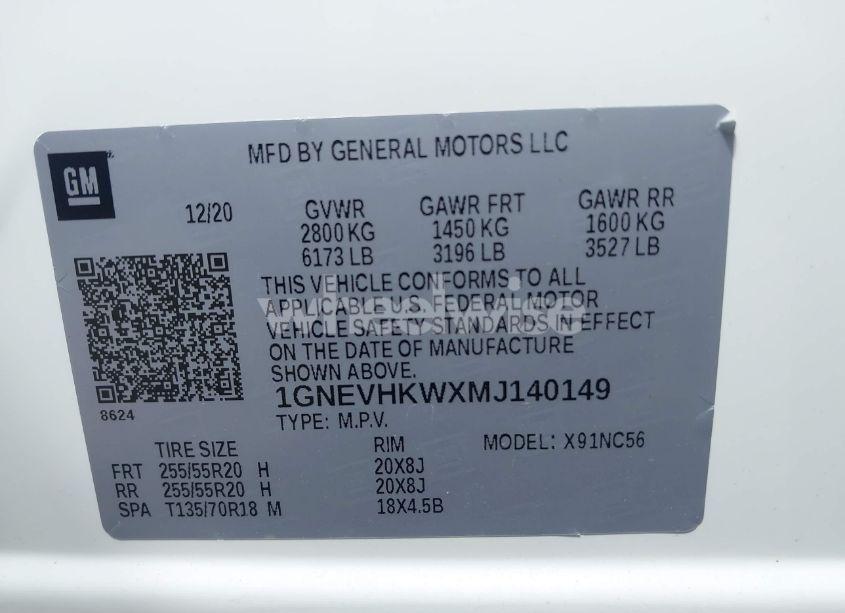 MFD BY GENERAL MOTORS LLC
GM
12/20
GVWR GAWR FRT GAWR RR
2800 KG 1450 KG 1600 KG
6173 LB 3196 LB 3527 LB
THIS VEHICLE CONFORMS TO ALL
APPLICABLE U.S. FEDERAL MOTOR
VEHICLE SAFETY STANDARDS IN EFFECT
ON THE DATE OF MANUFACTURE
SHOWN ABOVE.
wheelwire
1GNEVHKWXMJ140149
8624
TYPE: M.P.V.
MODEL: X91NC56
TIRE SIZE RIM
FRT 255/55R20 H 20X8J
RR 255/55R20 H 20X8J
SPA T135/70R18 M 18X4.5B